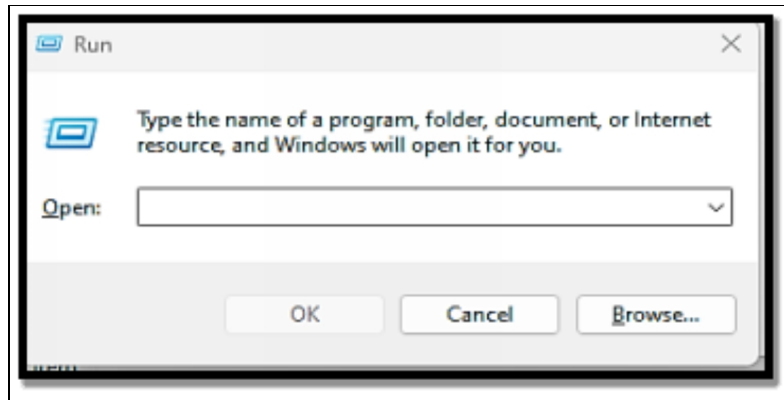 Run
Type the name of a program, folder, document, or Internet
resource, and Windows will open it for you.
Open:
OK
Cancel
Browse...